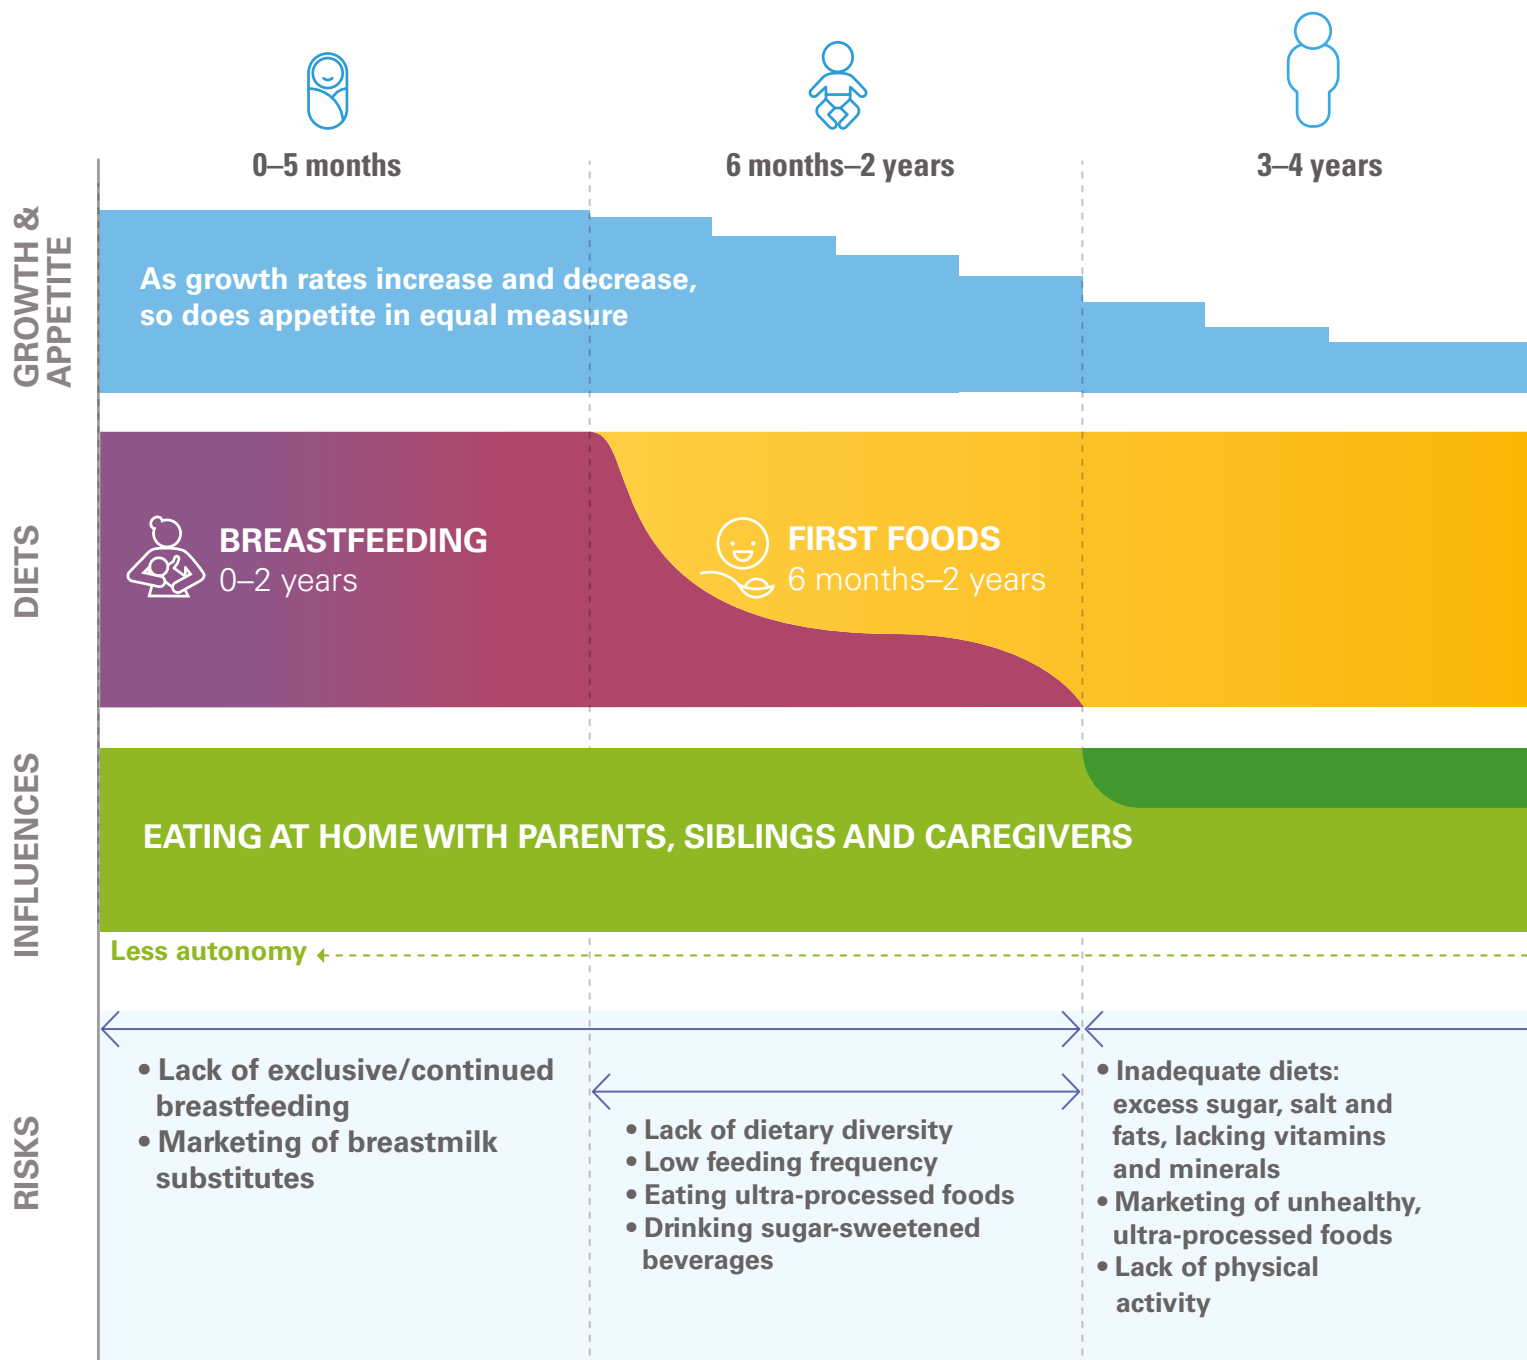 0–5 months
6 months–2 years
3–4 years
GROWTH &
APPETITE
As growth rates increase and decrease,
so does appetite in equal measure
DIETS
BREASTFEEDING
0–2 years
FIRST FOODS
6 months–2 years
INFLUENCES
EATING AT HOME WITH PARENTS, SIBLINGS AND CAREGIVERS
Less autonomy
RISKS
• Lack of exclusive/continued
breastfeeding
• Marketing of breastmilk
substitutes
• Lack of dietary diversity
• Low feeding frequency
• Eating ultra-processed foods
• Drinking sugar-sweetened
beverages
• Inadequate diets:
excess sugar, salt and
fats, lacking vitamins
and minerals
• Marketing of unhealthy,
ultra-processed foods
• Lack of physical
activity